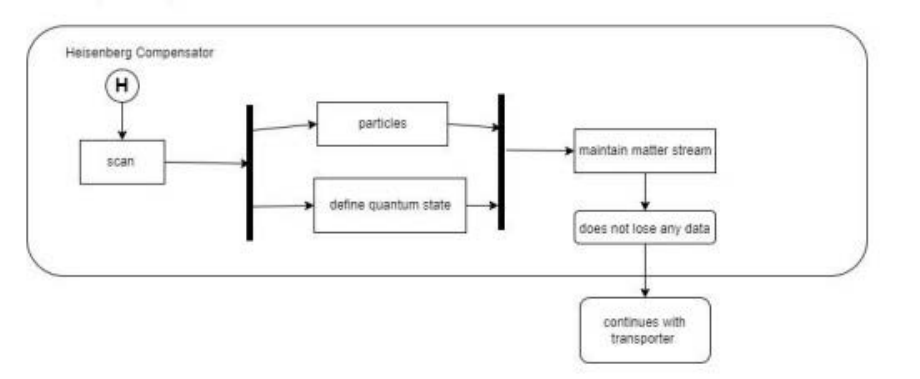 Heisenberg Compensator
H
scan
particles
define quantum state
maintain matter stream
does not lose any data
continues with
transporter